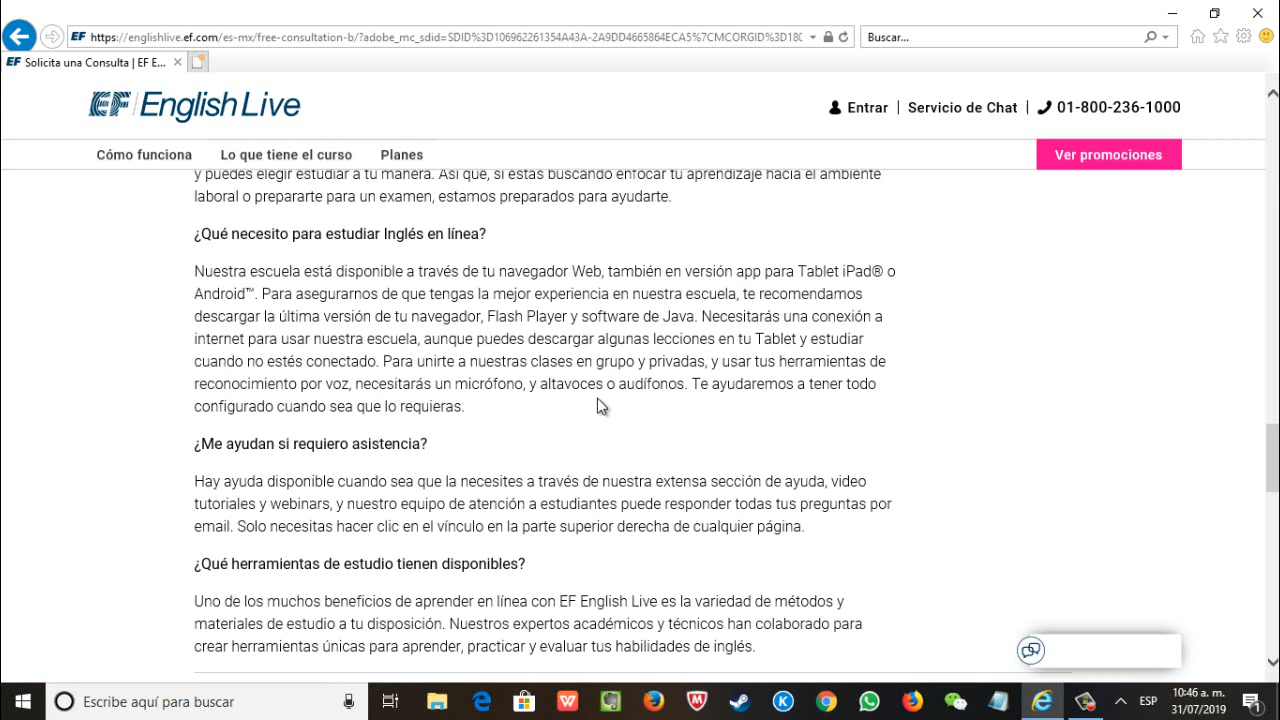 EF https://englishlive.ef.com/es-mx/free-consultation-b/?adobe_mc_sdid=SDID%3D106962261354A43A-2A9DD4665864ECA5%7CMCORGID%3D180
Buscar...
EF Solicita una Consulta | EF E...
EF English Live
Entrar | Servicio de Chat | 01-800-236-1000
Cómo funciona Lo que tiene el curso Planes Ver promociones
y puedes elegir estudiar a tu manera. Así que, si estás buscando enfocar tu aprendizaje hacia el ambiente
laboral o prepararte para un examen, estamos preparados para ayudarte.
¿Qué necesito para estudiar Inglés en línea?
Nuestra escuela está disponible a través de tu navegador Web, también en versión app para Tablet iPad® o
Android™. Para asegurarnos de que tengas la mejor experiencia en nuestra escuela, te recomendamos
descargar la última versión de tu navegador, Flash Player y software de Java. Necesitarás una conexión a
internet para usar nuestra escuela, aunque puedes descargar algunas lecciones en tu Tablet y estudiar
cuando no estés conectado. Para unirte a nuestras clases en grupo y privadas, y usar tus herramientas de
reconocimiento por voz, necesitarás un micrófono, y altavoces o audífonos. Te ayudaremos a tener todo
configurado cuando sea que lo requieras.
¿Me ayudan si requiero asistencia?
Hay ayuda disponible cuando sea que la necesites a través de nuestra extensa sección de ayuda, video
tutoriales y webinars, y nuestro equipo de atención a estudiantes puede responder todas tus preguntas por
email. Solo necesitas hacer clic en el vínculo en la parte superior derecha de cualquier página.
¿Qué herramientas de estudio tienen disponibles?
Uno de los muchos beneficios de aprender en línea con EF English Live es la variedad de métodos y
materiales de estudio a tu disposición. Nuestros expertos académicos y técnicos han colaborado para
crear herramientas únicas para aprender, practicar y evaluar tus habilidades de inglés.
Escribe aquí para buscar
ESP
10:46 a. m.
31/07/2019
1